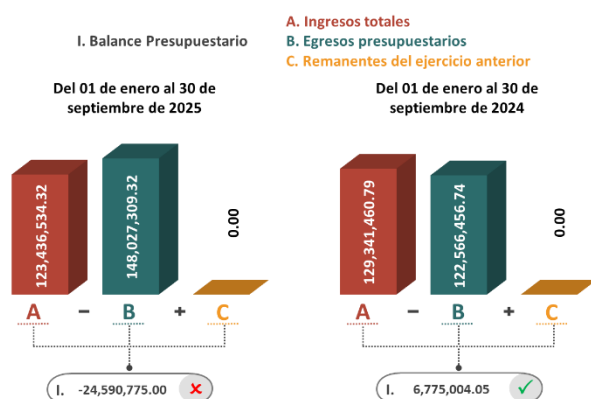 I. Balance Presupuestario
A. Ingresos totales
B. Egresos presupuestarios
C. Remanentes del ejercicio anterior
Del 01 de enero al 30 de
septiembre de 2025
123,436,534.32
148,027,309.32
0.00
A – B + C
I. -24,590,775.00
Del 01 de enero al 30 de
septiembre de 2024
129,341,460.79
122,566,456.74
0.00
A – B + C
I. 6,775,004.05